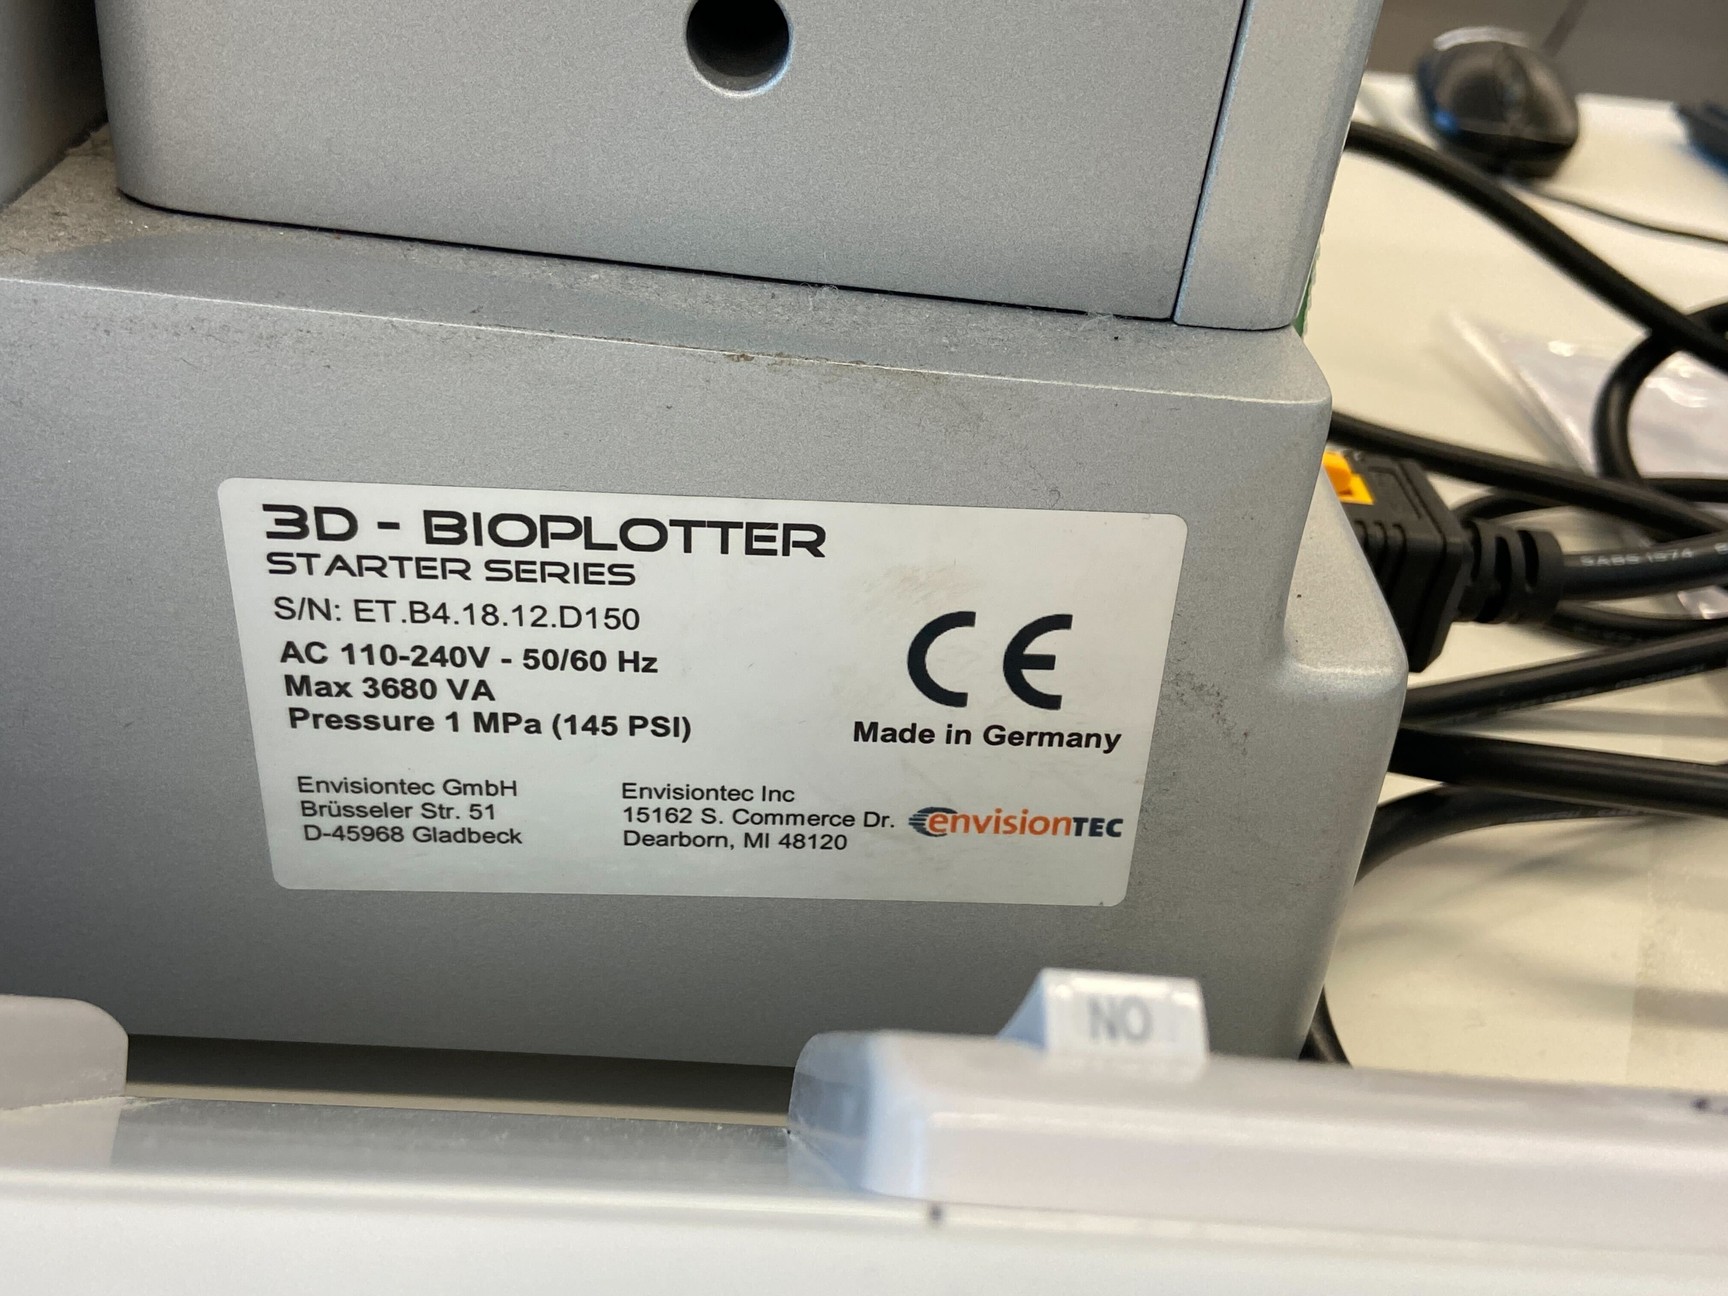 3D - BIOPLOTTER
STARTER SERIES
S/N: ET.B4.18.12.D150
AC 110-240V - 50/60 Hz
Max 3680 VA
Pressure 1 MPa (145 PSI)
CE
Made in Germany
Envisiontec GmbH
Brüsseler Str. 51
D-45968 Gladbeck
Envisiontec Inc
15162 S. Commerce Dr.
Dearborn, MI 48120
envisionTEC
SABS 1574
NO